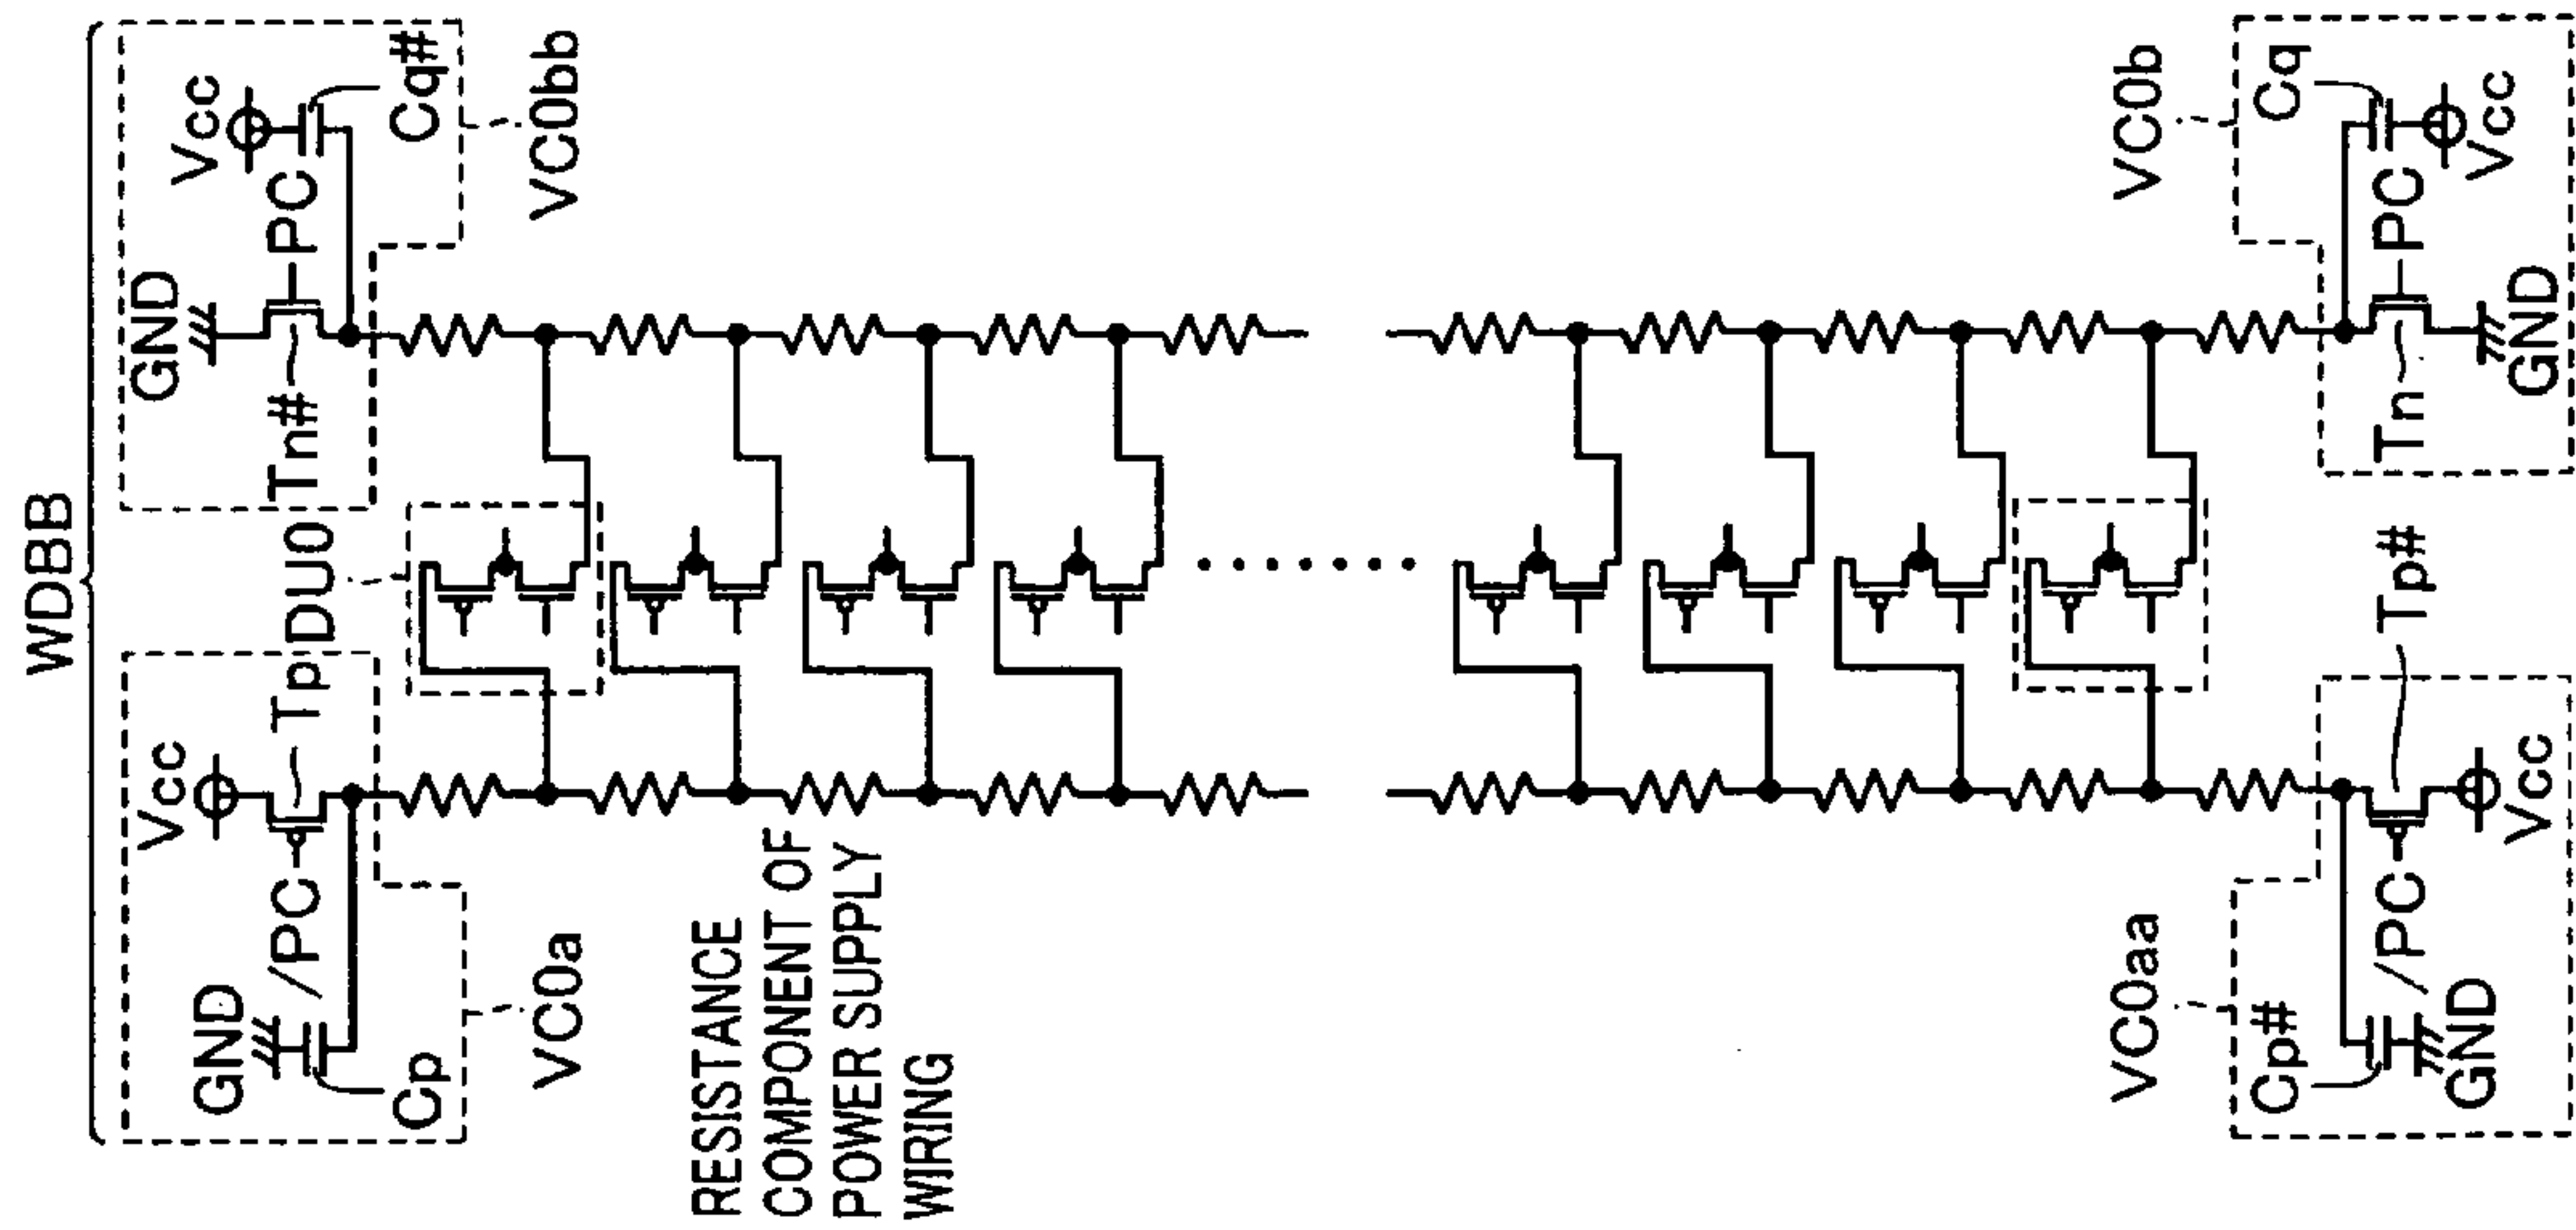 WDBB
GND
Cp
/PC
Vcc
Tp
VC0a
DU0
Tn#
GND
PC
Vcc
Cq#
VC0bb
RESISTANCE
COMPONENT OF
POWER SUPPLY
WIRING
VC0aa
Cp#
GND
/PC
Tp#
Vcc
VC0b
Cq
Vcc
PC
Tn
GND